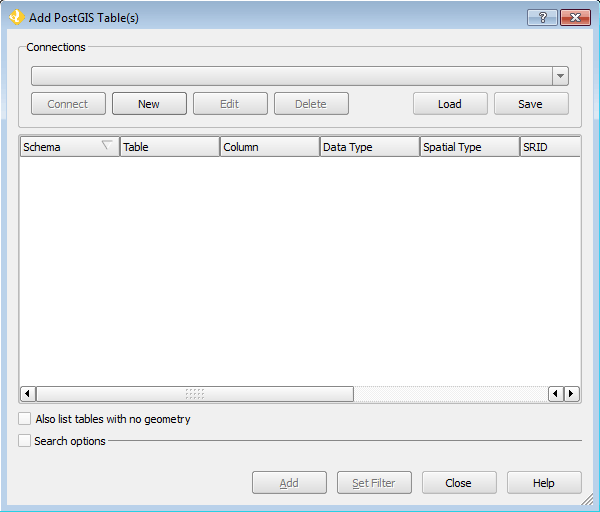 Add PostGIS Table(s)
Connections
Connect New Edit Delete Load Save
Schema Table Column Data Type Spatial Type SRID
Also list tables with no geometry
Search options
Add Set Filter Close Help